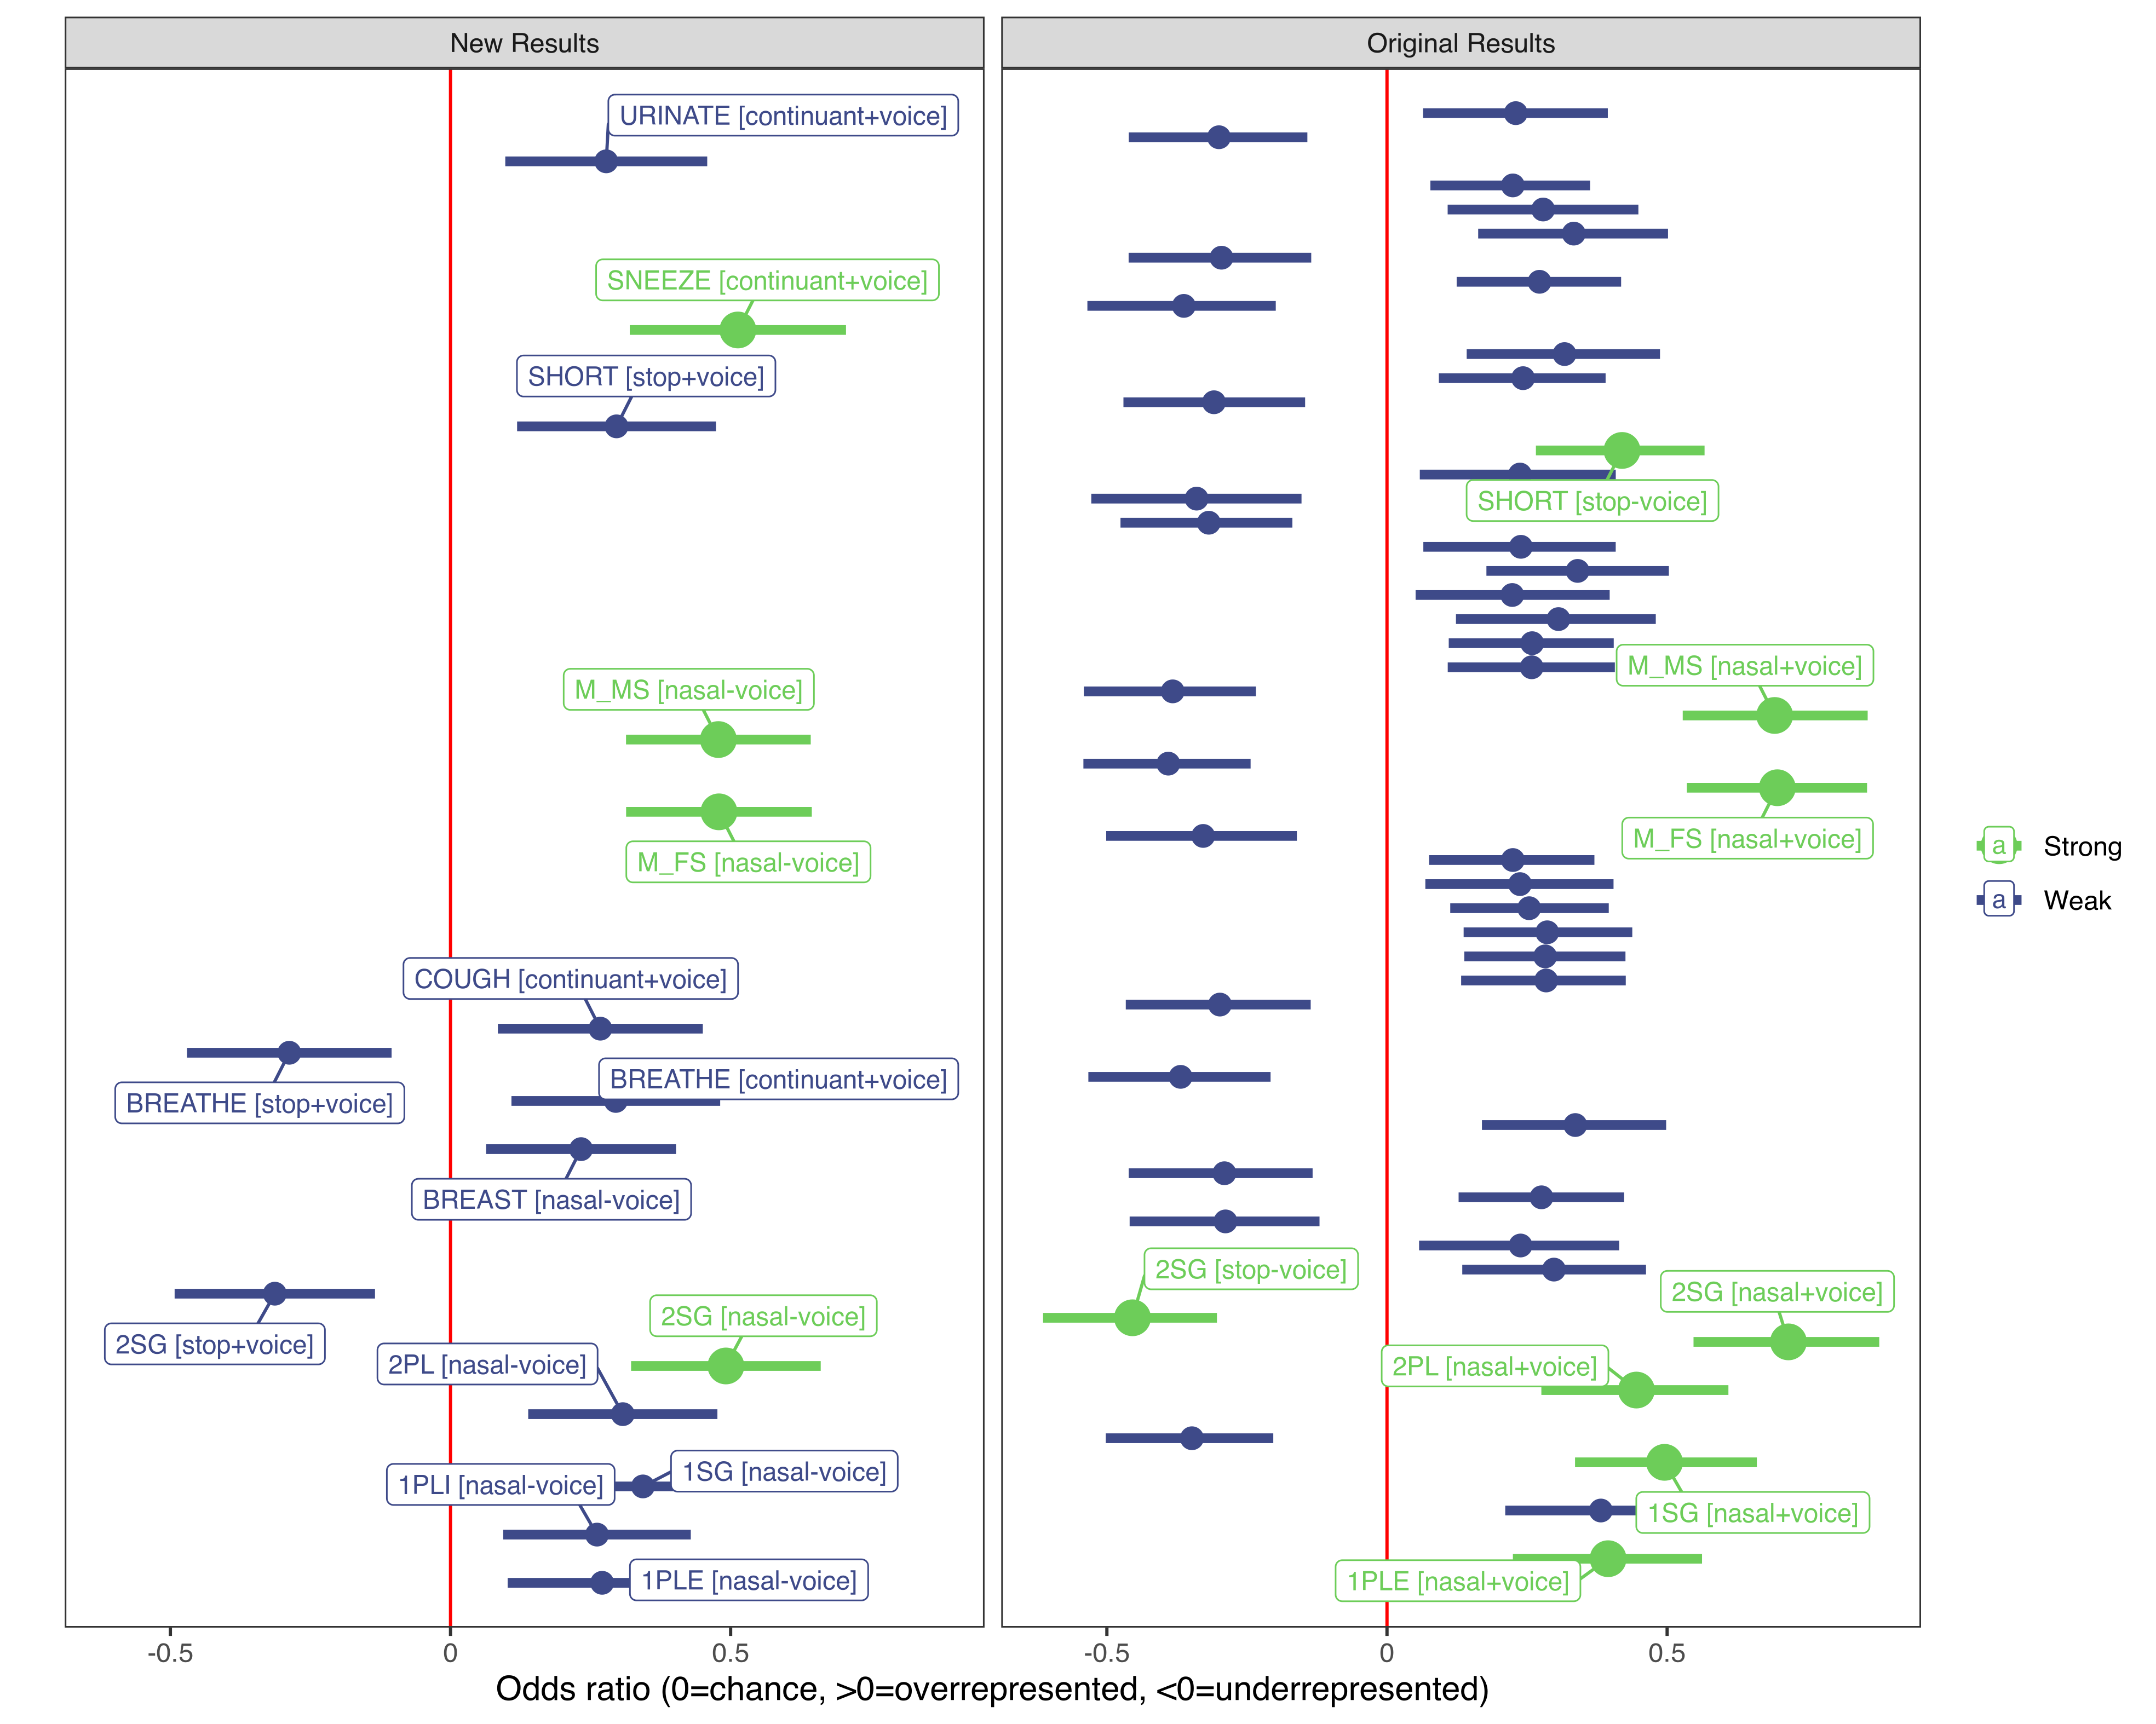 New Results
URINATE [continuant+voice]
SNEEZE [continuant+voice]
SHORT [stop+voice]
M_MS [nasal-voice]
M_FS [nasal-voice]
COUGH [continuant+voice]
BREATHE [continuant+voice]
BREATHE [stop+voice]
BREAST [nasal-voice]
2SG [nasal-voice]
2SG [stop+voice]
2PL [nasal-voice]
1SG [nasal-voice]
1PLI [nasal-voice]
1PLE [nasal-voice]
-0.5 0 0.5
Original Results
SHORT [stop-voice]
M_MS [nasal+voice]
M_FS [nasal+voice]
2SG [stop-voice]
2SG [nasal+voice]
2PL [nasal+voice]
1SG [nasal+voice]
1PLE [nasal+voice]
-0.5 0 0.5
Odds ratio (0=chance, >0=overrepresented, <0=underrepresented)
a Strong
a Weak